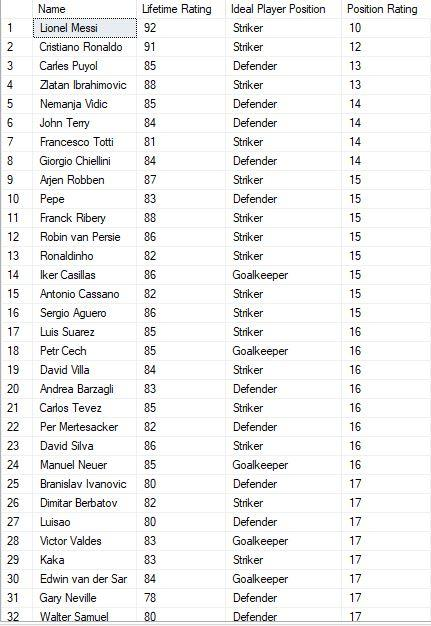 Name Lifetime Rating Ideal Player Position Position Rating
1 Lionel Messi 92 Striker 10
2 Cristiano Ronaldo 91 Striker 12
3 Carles Puyol 85 Defender 13
4 Zlatan Ibrahimovic 88 Striker 13
5 Nemanja Vidic 85 Defender 14
6 John Terry 84 Defender 14
7 Francesco Totti 81 Striker 14
8 Giorgio Chiellini 84 Defender 14
9 Arjen Robben 87 Striker 15
10 Pepe 83 Defender 15
11 Franck Ribery 88 Striker 15
12 Robin van Persie 86 Striker 15
13 Ronaldinho 82 Striker 15
14 Iker Casillas 86 Goalkeeper 15
15 Antonio Cassano 82 Striker 15
16 Sergio Aguero 86 Striker 15
17 Luis Suarez 85 Striker 16
18 Petr Cech 85 Goalkeeper 16
19 David Villa 84 Striker 16
20 Andrea Barzagli 83 Defender 16
21 Carlos Tevez 85 Striker 16
22 Per Mertesacker 82 Defender 16
23 David Silva 86 Striker 16
24 Manuel Neuer 85 Goalkeeper 16
25 Branislav Ivanovic 80 Defender 17
26 Dimitar Berbatov 82 Striker 17
27 Luisao 80 Defender 17
28 Victor Valdes 83 Goalkeeper 17
29 Kaka 83 Striker 17
30 Edwin van der Sar 84 Goalkeeper 17
31 Gary Neville 78 Defender 17
32 Walter Samuel 80 Defender 17